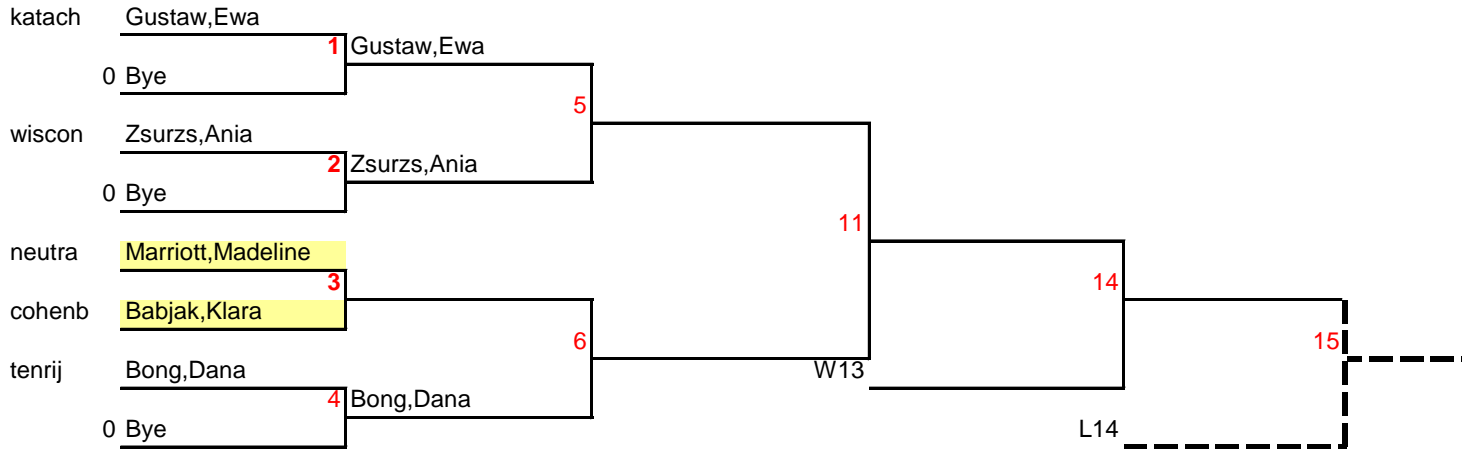 katach Gustaw,Ewa
1 Gustaw,Ewa
0 Bye
5
wiscon Zsurzs,Ania
2 Zsurzs,Ania
0 Bye
11
neutra Marriott,Madeline
3
14
cohenb Babjak,Klara
6
15
tenrij Bong,Dana
W13
4 Bong,Dana
0 Bye
L14